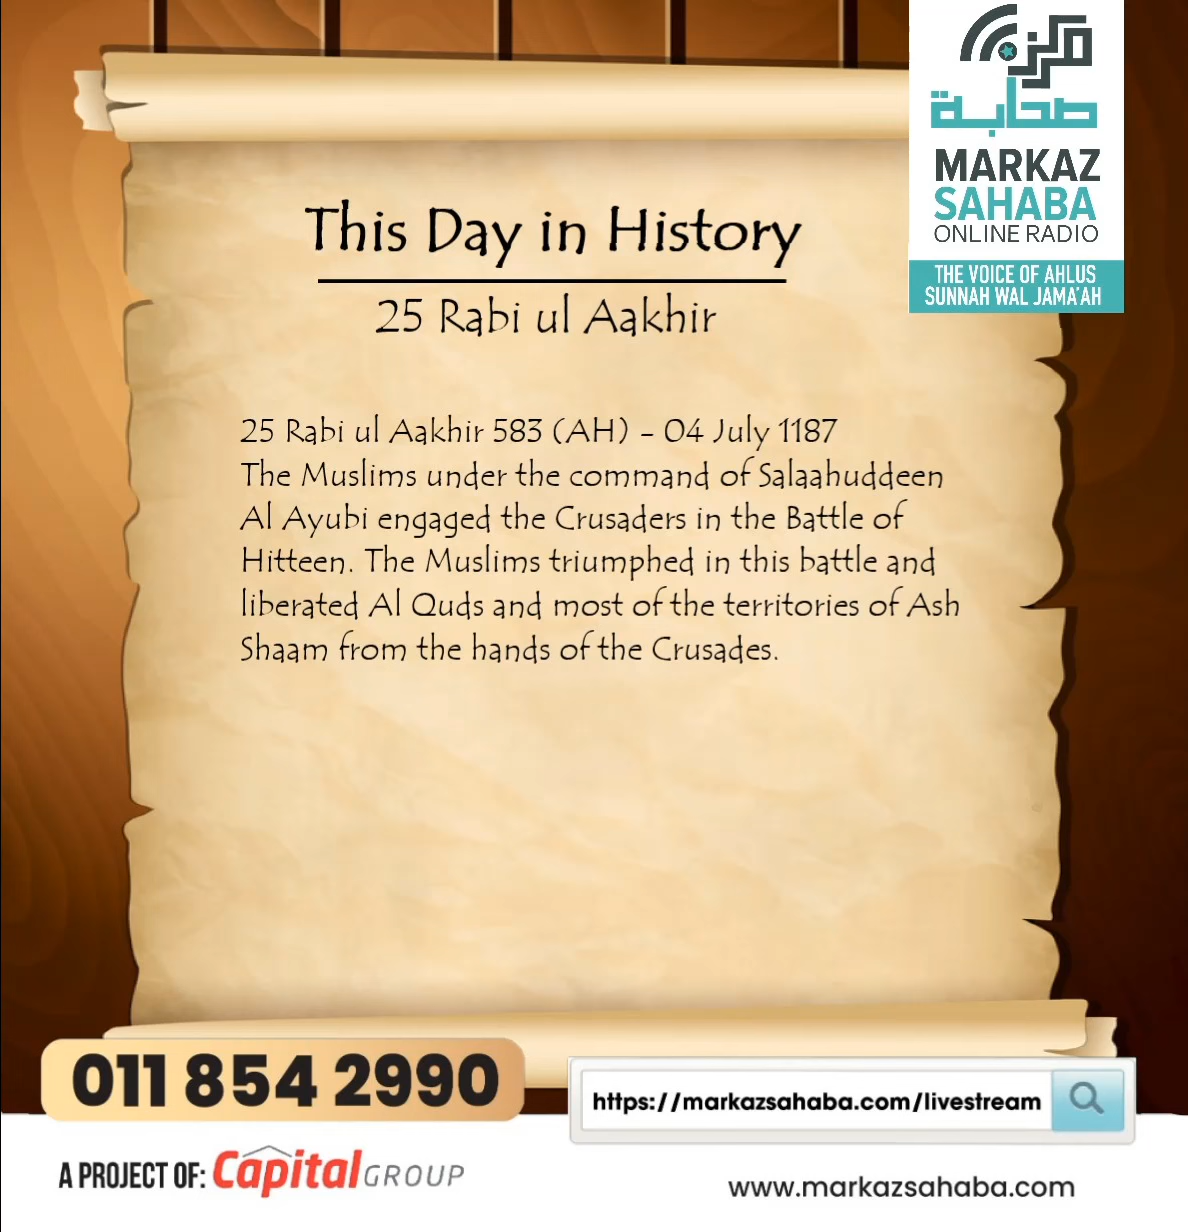 مركز
صحابة
MARKAZ
SAHABA
ONLINE RADIO
THE VOICE OF AHLUS
SUNNAH WAL JAMA'AH
This Day in History
25 Rabi ul Aakhir
25 Rabi ul Aakhir 583 (AH) - 04 July 1187
The Muslims under the command of Salaahuddeen
Al Ayubi engaged the Crusaders in the Battle of
Hitteen. The Muslims triumphed in this battle and
liberated Al Quds and most of the territories of Ash
Shaam from the hands of the Crusades.
011 854 2990
https://markazsahaba.com/livestream
A PROJECT OF: Capital GROUP
www.markazsahaba.com